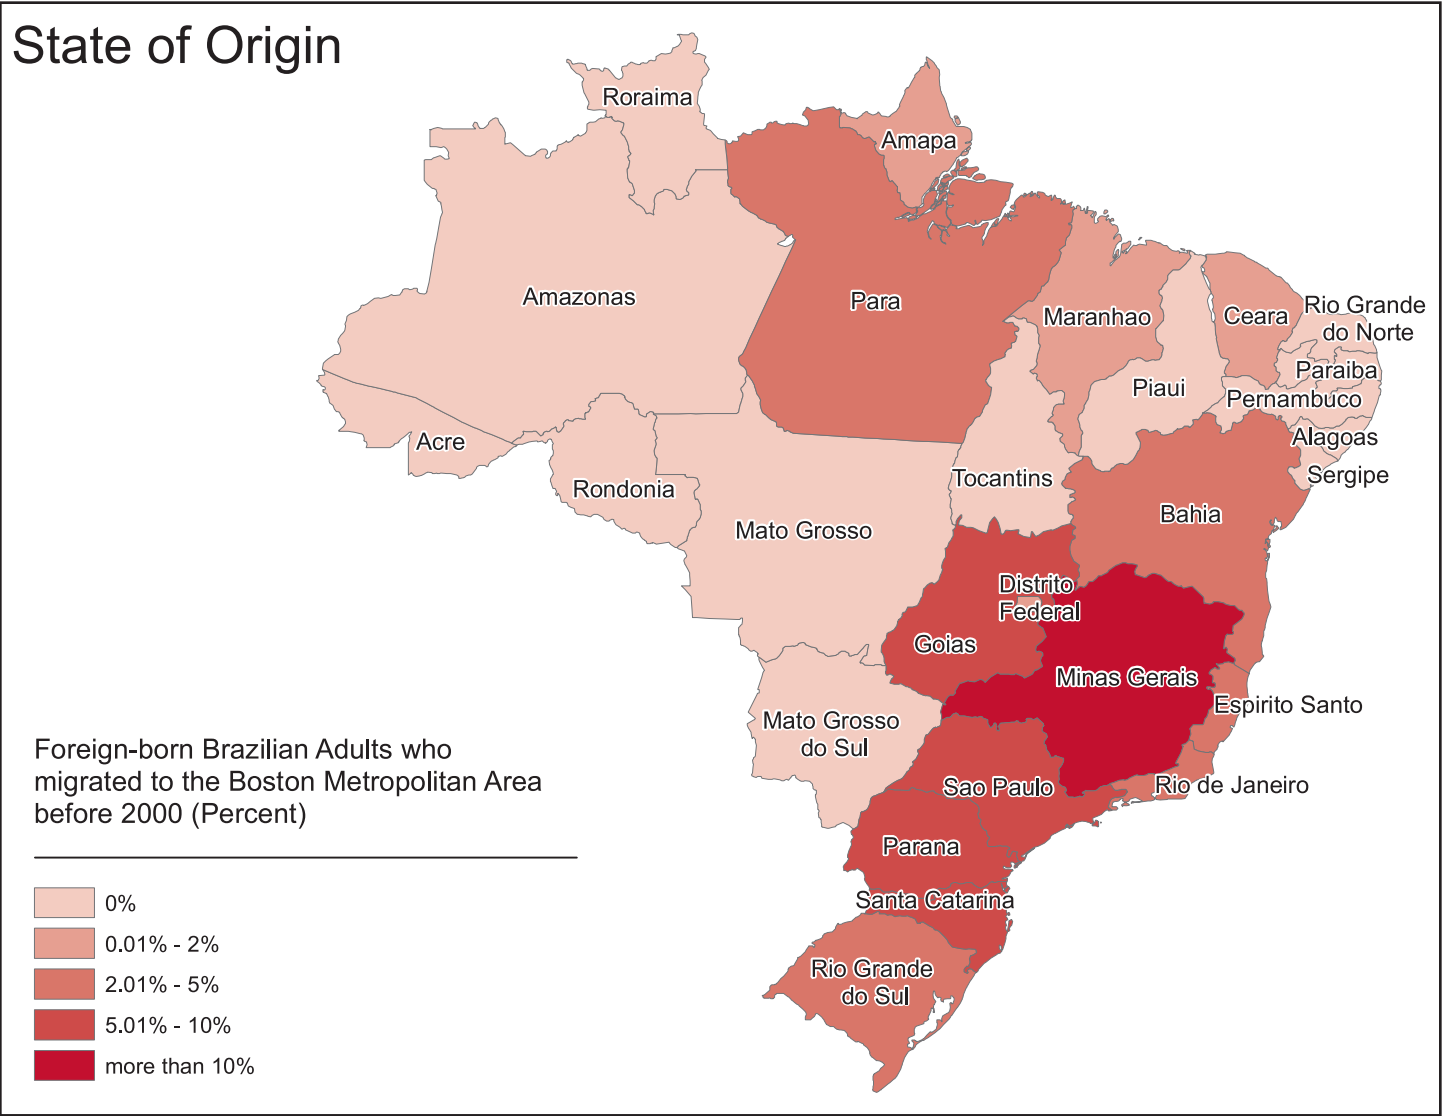 State of Origin
Roraima
Amapa
Amazonas
Para
Maranhao
Ceara
Rio Grande
do Norte
Piaui
Paraiba
Pernambuco
Alagoas
Sergipe
Acre
Rondonia
Tocantins
Mato Grosso
Bahia
Distrito
Federal
Goias
Minas Gerais
Espirito Santo
Mato Grosso
do Sul
Sao Paulo
Rio de Janeiro
Parana
Santa Catarina
Rio Grande
do Sul
Foreign-born Brazilian Adults who
migrated to the Boston Metropolitan Area
before 2000 (Percent)
0%
0.01% - 2%
2.01% - 5%
5.01% - 10%
more than 10%